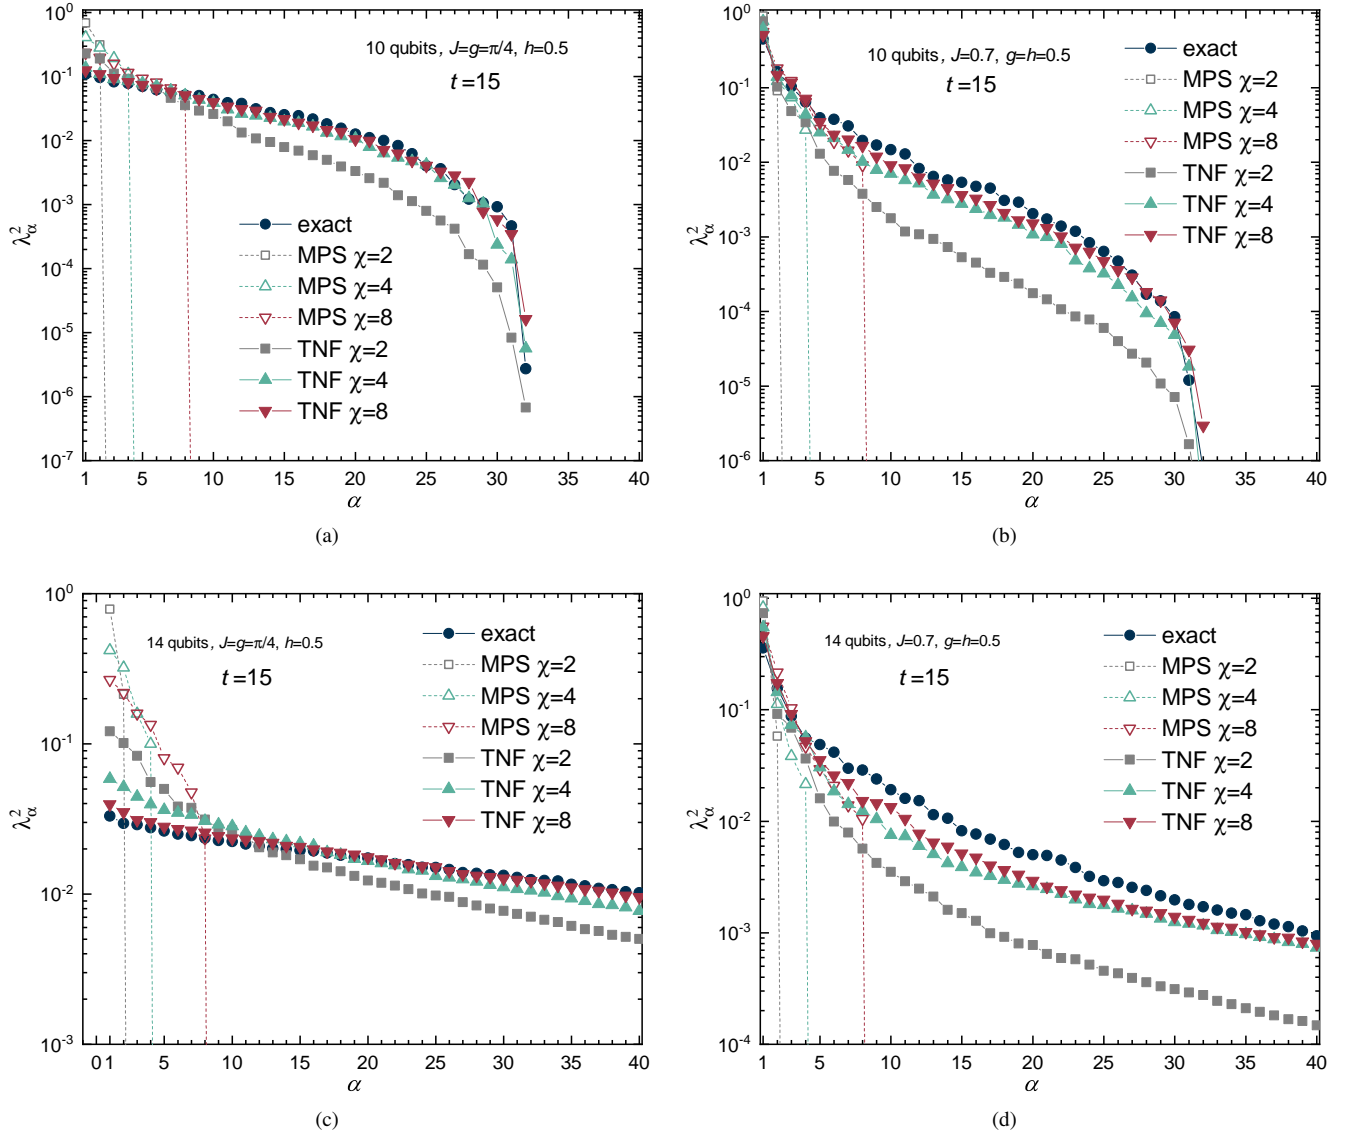 10 qubits, J=g=π/4, h=0.5
t=15
exact
MPS χ=2
MPS χ=4
MPS χ=8
TNF χ=2
TNF χ=4
TNF χ=8
10⁰
10⁻¹
10⁻²
10⁻³
10⁻⁴
10⁻⁵
10⁻⁶
10⁻⁷
λ²α
1 5 10 15 20 25 30 35 40
α
(a)
10 qubits, J=0.7, g=h=0.5
t=15
exact
MPS χ=2
MPS χ=4
MPS χ=8
TNF χ=2
TNF χ=4
TNF χ=8
10⁰
10⁻¹
10⁻²
10⁻³
10⁻⁴
10⁻⁵
10⁻⁶
λ²α
1 5 10 15 20 25 30 35 40
α
(b)
14 qubits, J=g=π/4, h=0.5
t=15
exact
MPS χ=2
MPS χ=4
MPS χ=8
TNF χ=2
TNF χ=4
TNF χ=8
10⁰
10⁻¹
10⁻²
10⁻³
λ²α
0 1 5 10 15 20 25 30 35 40
α
(c)
14 qubits, J=0.7, g=h=0.5
t=15
exact
MPS χ=2
MPS χ=4
MPS χ=8
TNF χ=2
TNF χ=4
TNF χ=8
10⁰
10⁻¹
10⁻²
10⁻³
10⁻⁴
λ²α
1 5 10 15 20 25 30 35 40
α
(d)